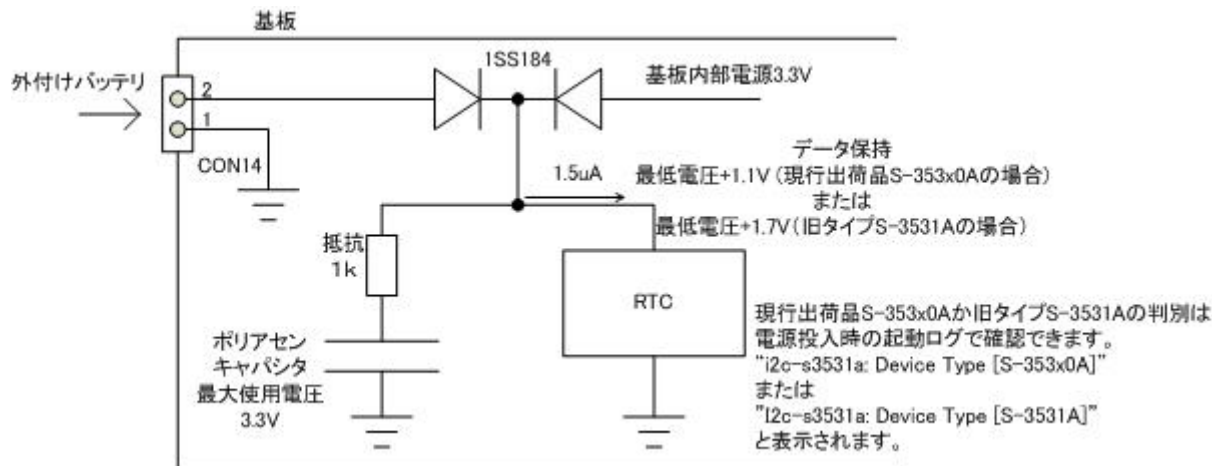 基板
1SS184
外付けバッテリ
基板内部電源3.3V
2
1
CON14
データ保持
1.5uA
最低電圧+1.1V(現行出荷品S-353x0Aの場合)
または
最低電圧+1.7V(旧タイプS-3531Aの場合)
抵抗
1k
RTC
ポリアセン
キャパシタ
最大使用電圧
3.3V
現行出荷品S-353x0Aか旧タイプS-3531Aの判別は
電源投入時の起動ログで確認できます。
"i2c-s3531a: Device Type [S-353x0A]"
または
"I2c-s3531a: Device Type [S-3531A]"
と表示されます。